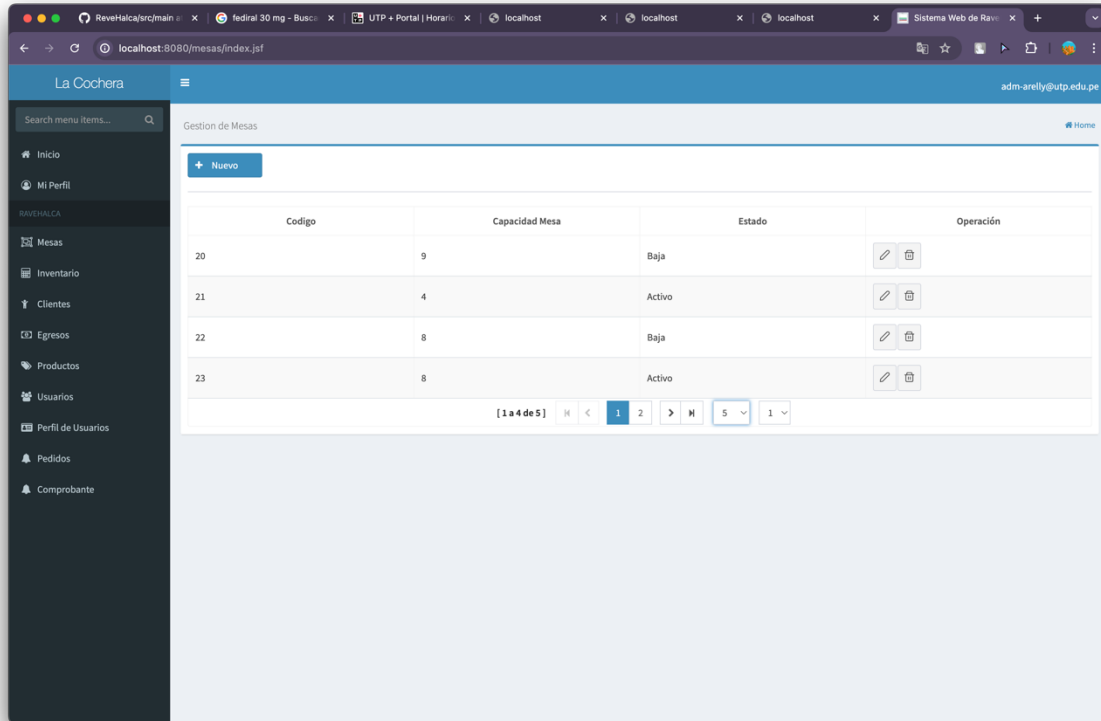 ReveHalca/src/main a
fediral 30 mg - Busca
UTP + Portal | Horario
localhost
localhost
localhost
Sistema Web de Rave
localhost:8080/mesas/index.jsf
La Cochera
adm-arelly@utp.edu.pe
Search menu items...
Gestion de Mesas
Home
Inicio
Nuevo
Mi Perfil
RAVEHALCA
Codigo Capacidad Mesa Estado Operación
Mesas
20 9 Baja
Inventario
21 4 Activo
Clientes
Egresos
22 8 Baja
Productos
23 8 Activo
Usuarios
[ 1 a 4 de 5 ] 1 2 5 1
Perfil de Usuarios
Pedidos
Comprobante